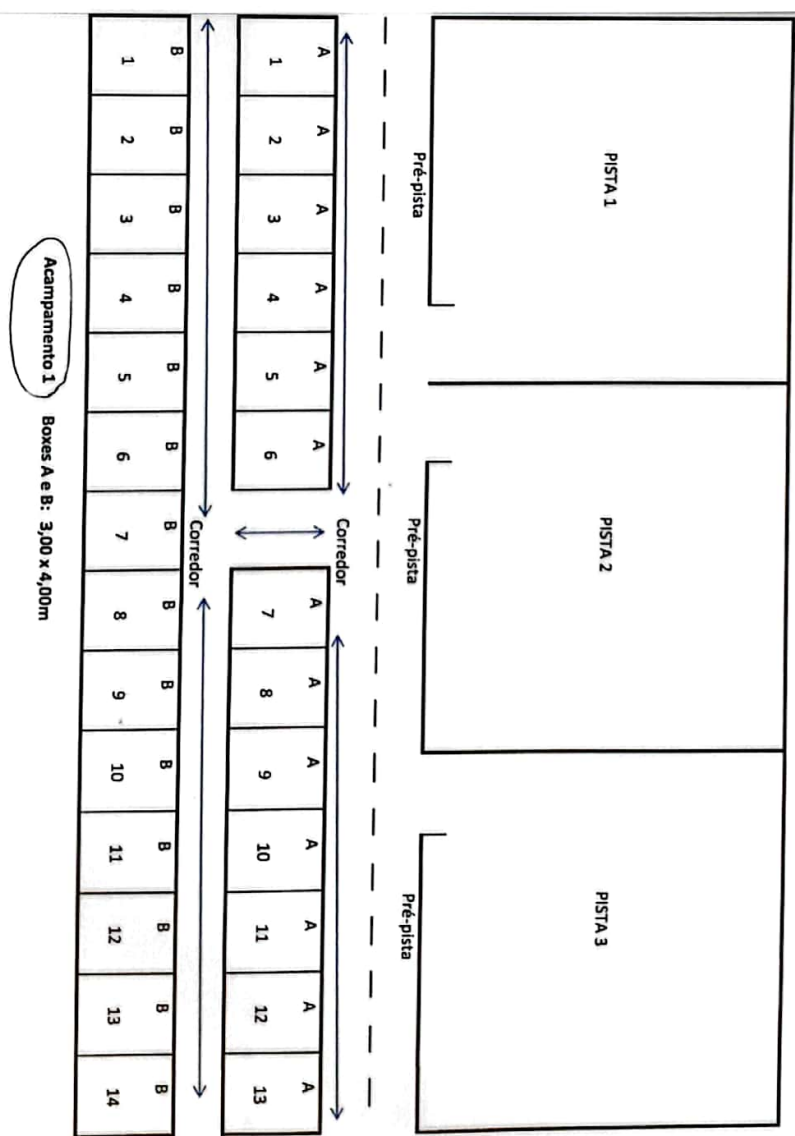 PISTA 1
PISTA 2
PISTA 3
Pré-pista
Pré-pista
Pré-pista
Corredor
A A A A A A
1 2 3 4 5 6
A A A A A A A
7 8 9 10 11 12 13
Corredor
B B B B B B B B B B B B B B
1 2 3 4 5 6 7 8 9 10 11 12 13 14
Acampamento 1 Boxes A e B: 3,00 x 4,00m